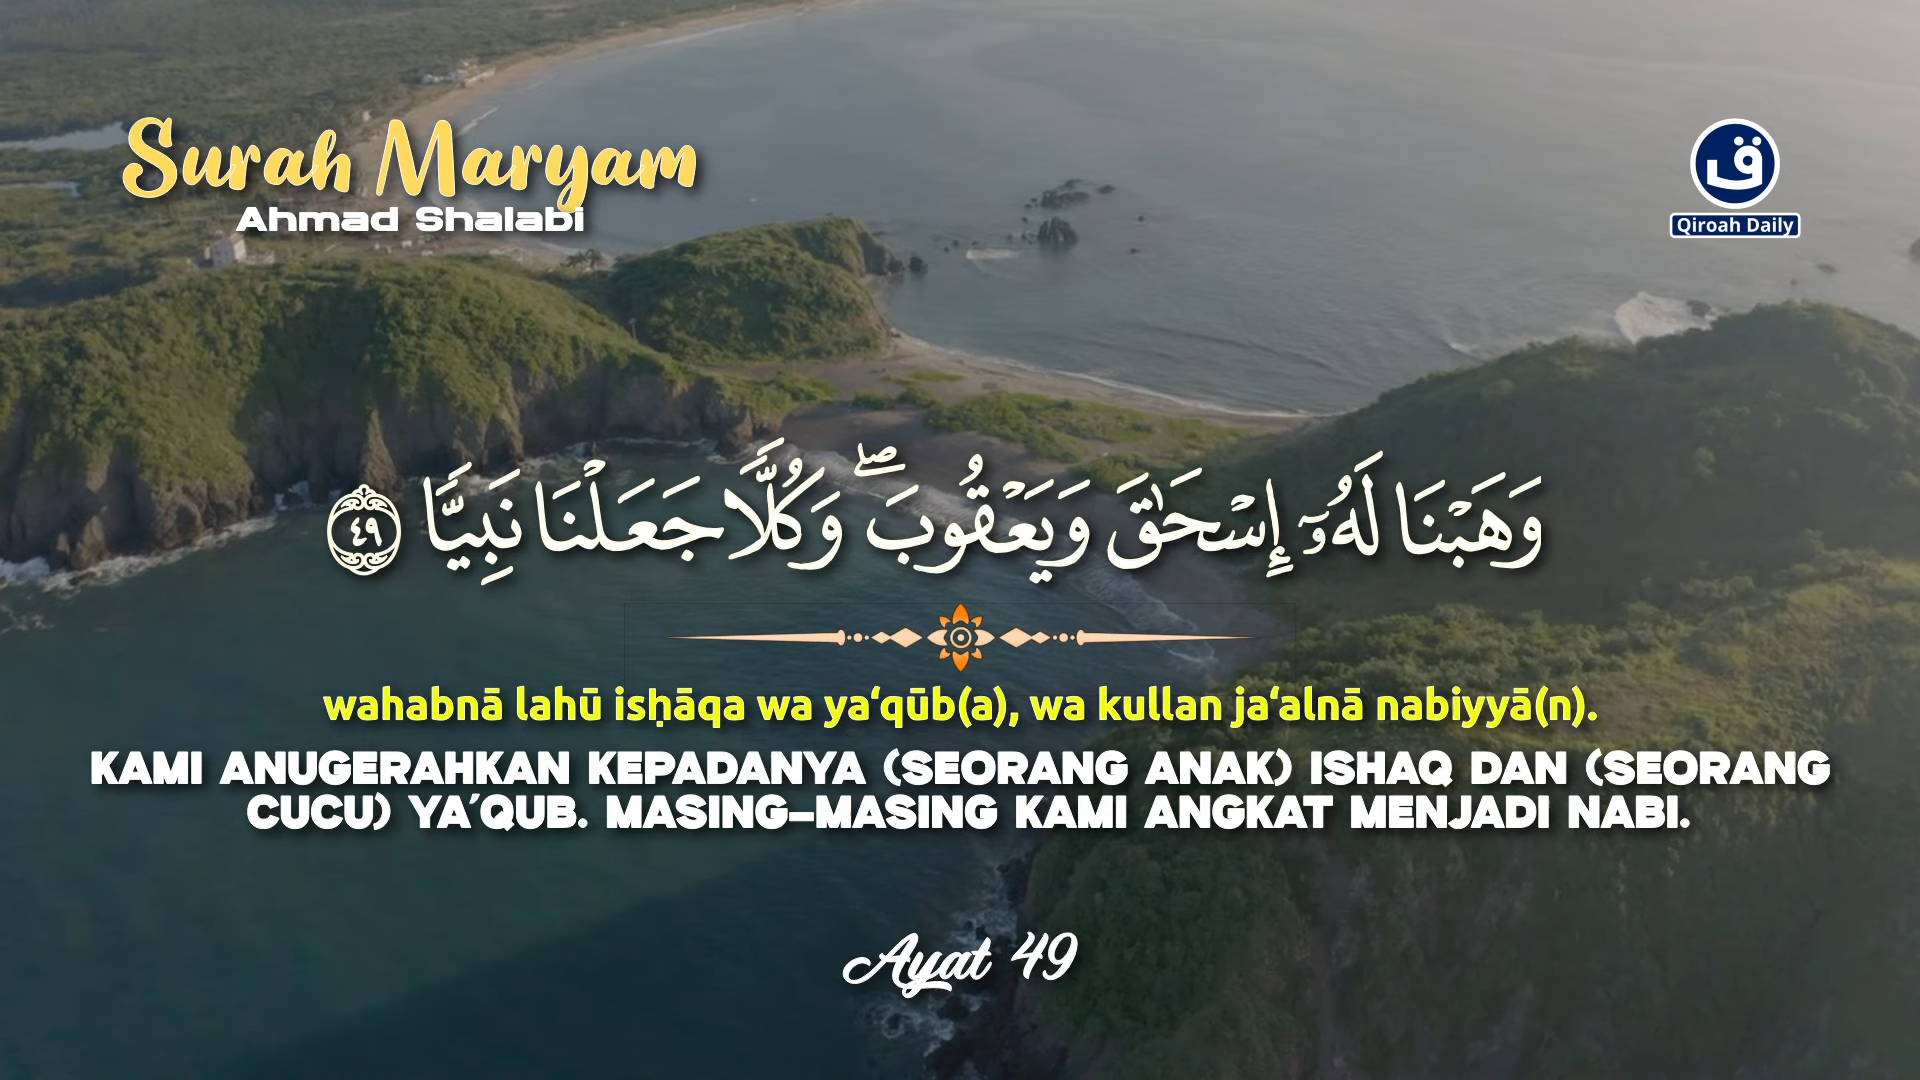 Surah Maryam
Ahmad Shalabi
ق
Qiroah Daily
وَهَبْنَا لَهُۥٓ إِسْحَٰقَ وَيَعْقُوبَ ۖ وَكُلًّا جَعَلْنَا نَبِيًّا ٤٩
wahabnā lahū isḥāqa wa ya‘qūb(a), wa kullan ja‘alnā nabiyyā(n).
KAMI ANUGERAHKAN KEPADANYA (SEORANG ANAK) ISHAQ DAN (SEORANG
CUCU) YA’QUB. MASING-MASING KAMI ANGKAT MENJADI NABI.
Ayat 49